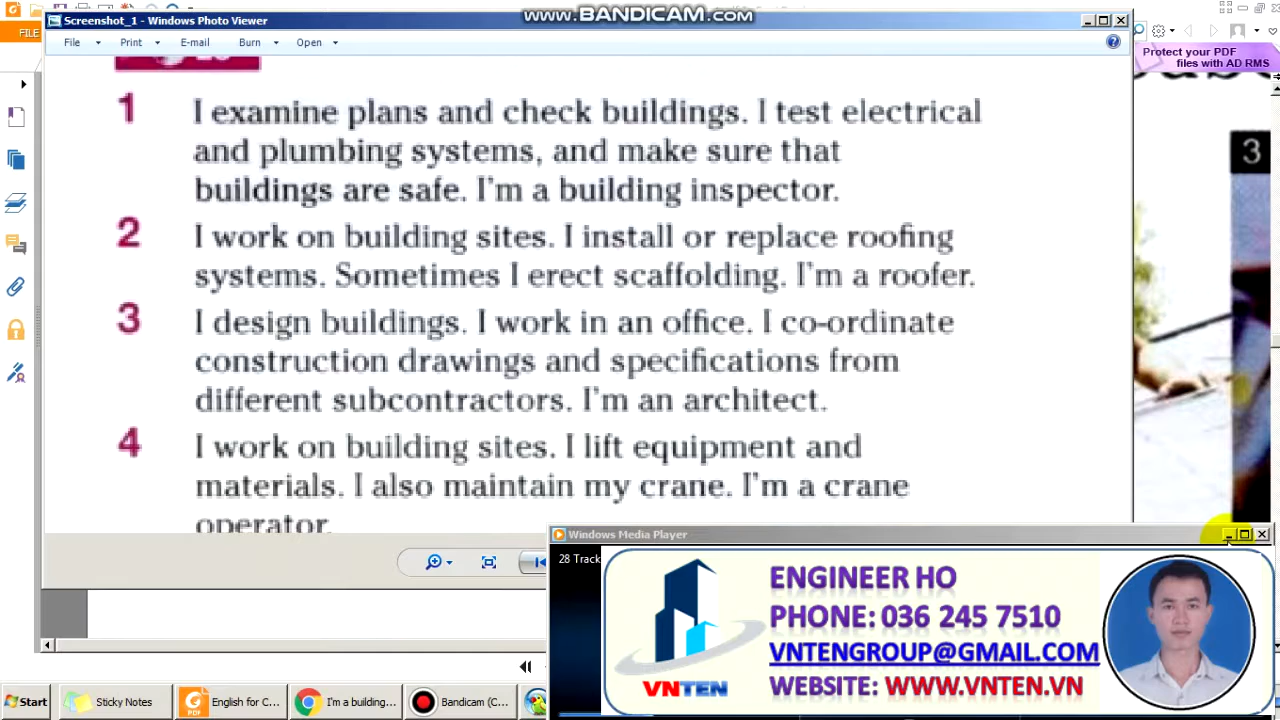 WWW.BANDICAM.COM
Screenshot_1 - Windows Photo Viewer
FILE
File Print E-mail Burn Open
Protect your PDF
files with AD RMS
1 I examine plans and check buildings. I test electrical
and plumbing systems, and make sure that
buildings are safe. I'm a building inspector.
2 I work on building sites. I install or replace roofing
systems. Sometimes I erect scaffolding. I'm a roofer.
3 I design buildings. I work in an office. I co-ordinate
construction drawings and specifications from
different subcontractors. I'm an architect.
4 I work on building sites. I lift equipment and
materials. I also maintain my crane. I'm a crane
operator.
3
Windows Media Player
28 Track
VNTEN
ENGINEER HO
PHONE: 036 245 7510
VNTENGROUP@GMAIL.COM
WEBSITE: WWW.VNTEN.VN
Start Sticky Notes English for C... I'm a building... Bandicam (C...